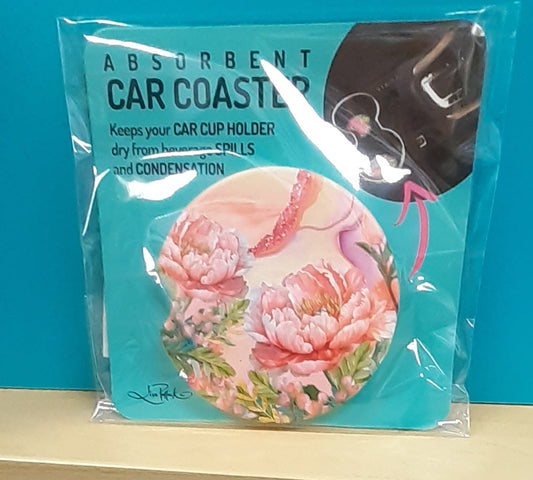 ABSORBENT
CAR COASTER
Keeps your CAR CUP HOLDER
dry from beverage SPILLS
and CONDENSATION